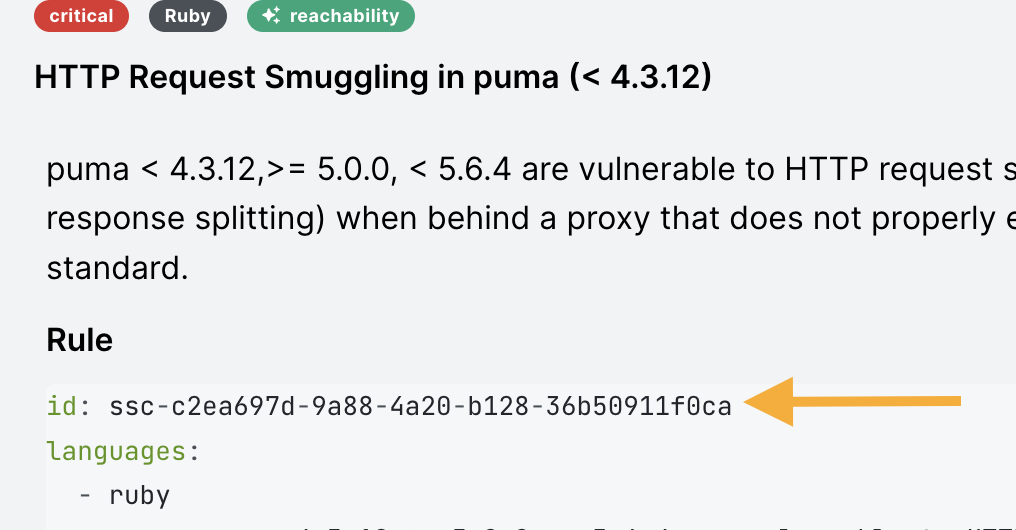 critical Ruby reachability
HTTP Request Smuggling in puma (< 4.3.12)
puma < 4.3.12,>= 5.0.0, < 5.6.4 are vulnerable to HTTP request
response splitting) when behind a proxy that does not properly
standard.
Rule
id: ssc-c2ea697d-9a88-4a20-b128-36b50911f0ca
languages:
- ruby